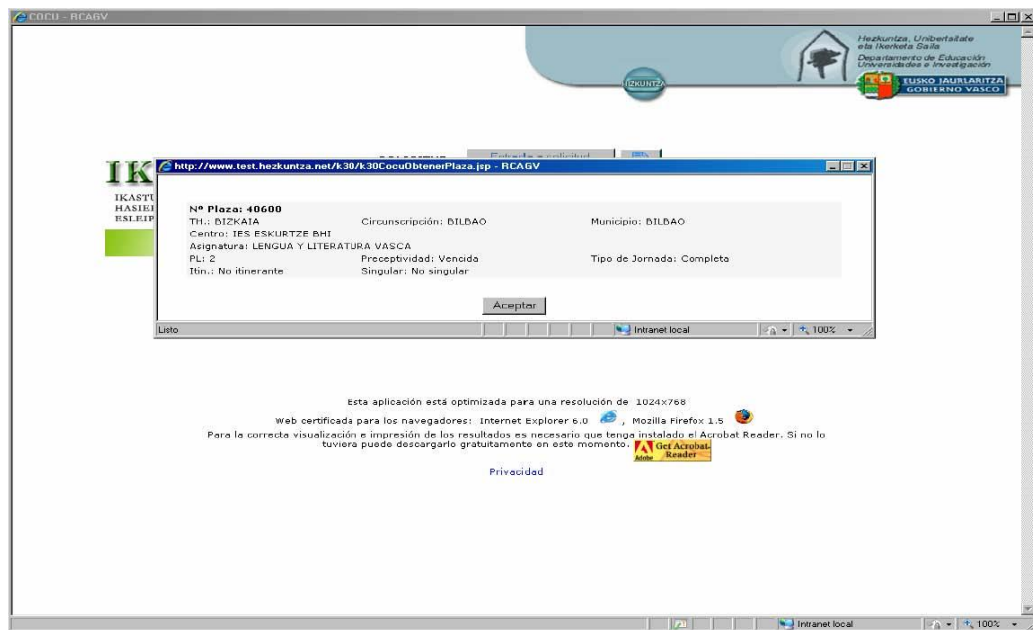 COCU - RCAGV
Hezkuntza, Unibertsitate
eta Ikerketa Saila
Departamento de Educación
Universidades e Investigación
EUSKO JAURLARITZA
GOBIERNO VASCO
http://www.test.hezkuntza.net/k30/k30CocuObtenerPlaza.jsp - RCAGV
Nº Plaza: 40600
TH.: BIZKAIA Circunscripción: BILBAO Municipio: BILBAO
Centro: IES ESKURTZE BHI
Asignatura: LENGUA Y LITERATURA VASCA
PL: 2 Preceptividad: Vencida Tipo de Jornada: Completa
Itin.: No itinerante Singular: No singular
Aceptar
Listo Intranet local 100%
Esta aplicación está optimizada para una resolución de 1024x768
Web certificada para los navegadores: Internet Explorer 6.0 , Mozilla Firefox 1.5
Para la correcta visualización e impresión de los resultados es necesario que tenga instalado el Acrobat Reader. Si no lo
tuviera puede descargarlo gratuitamente en este momento. Get Acrobat Reader Adobe
Privacidad
Intranet local 100%